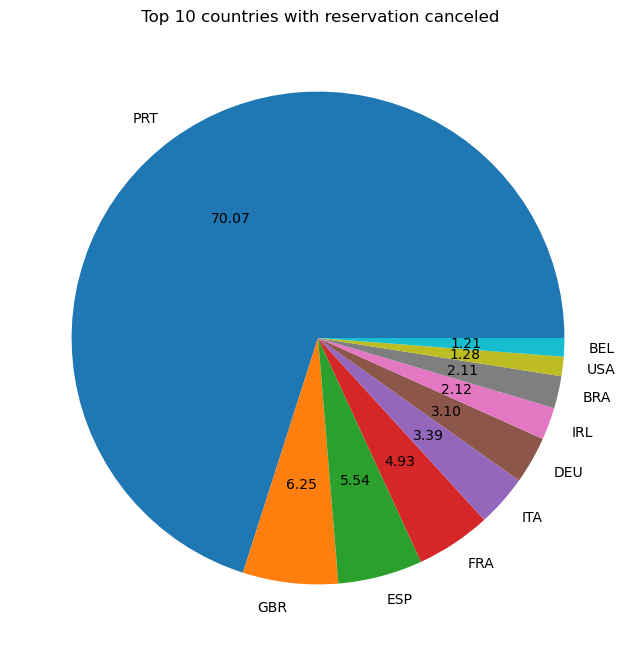 Top 10 countries with reservation canceled
PRT
70.07
1.21
BEL
1.28
USA
2.11
BRA
2.12
IRL
3.10
DEU
3.39
ITA
4.93
FRA
5.54
ESP
6.25
GBR